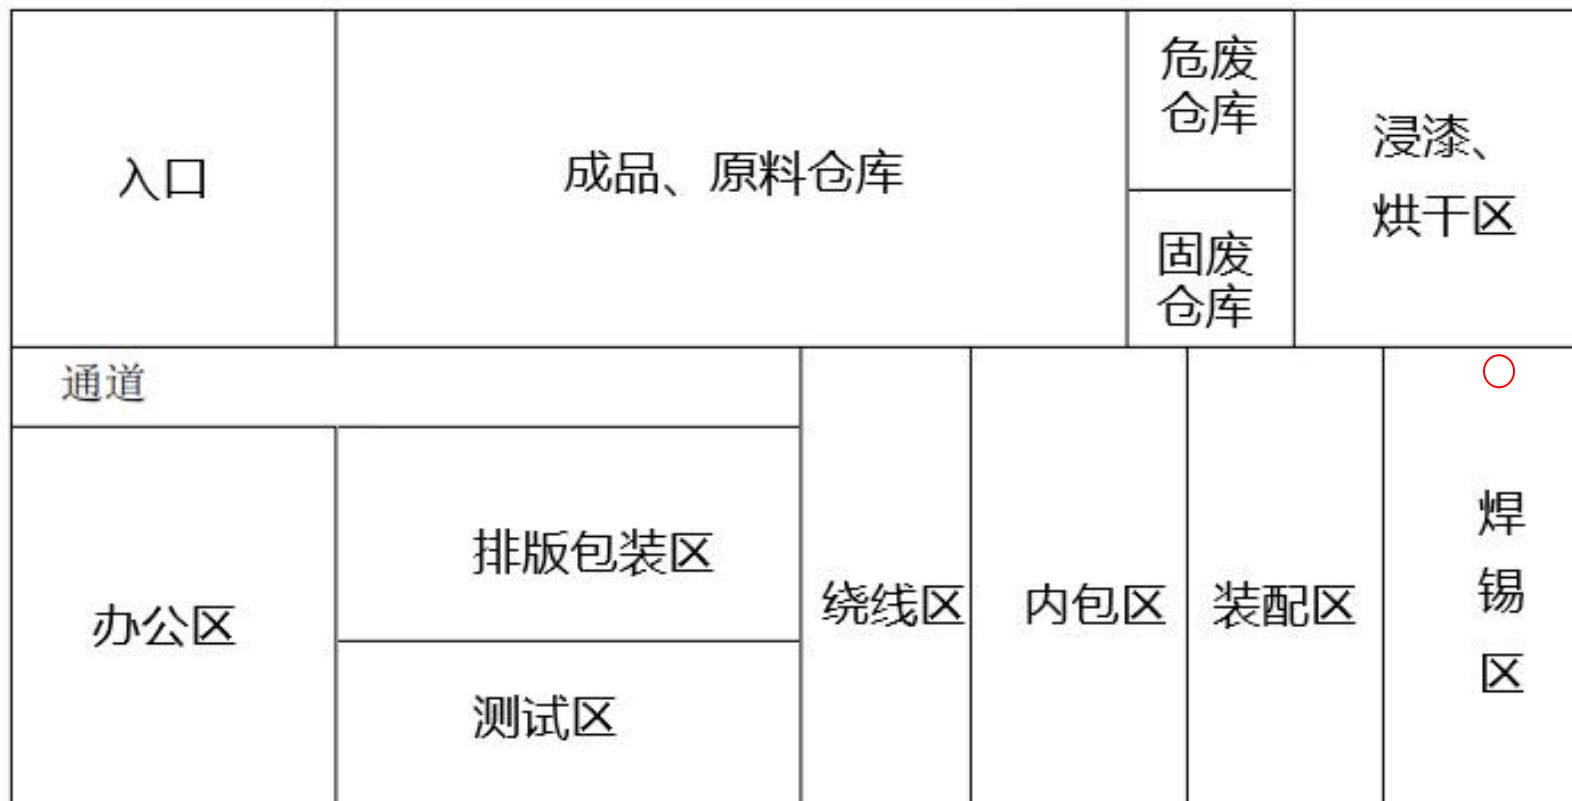 入口
成品、原料仓库
危废
仓库
固废
仓库
浸漆、
烘干区
通道
办公区
排版包装区
测试区
绕线区
内包区
装配区
焊
锡
区